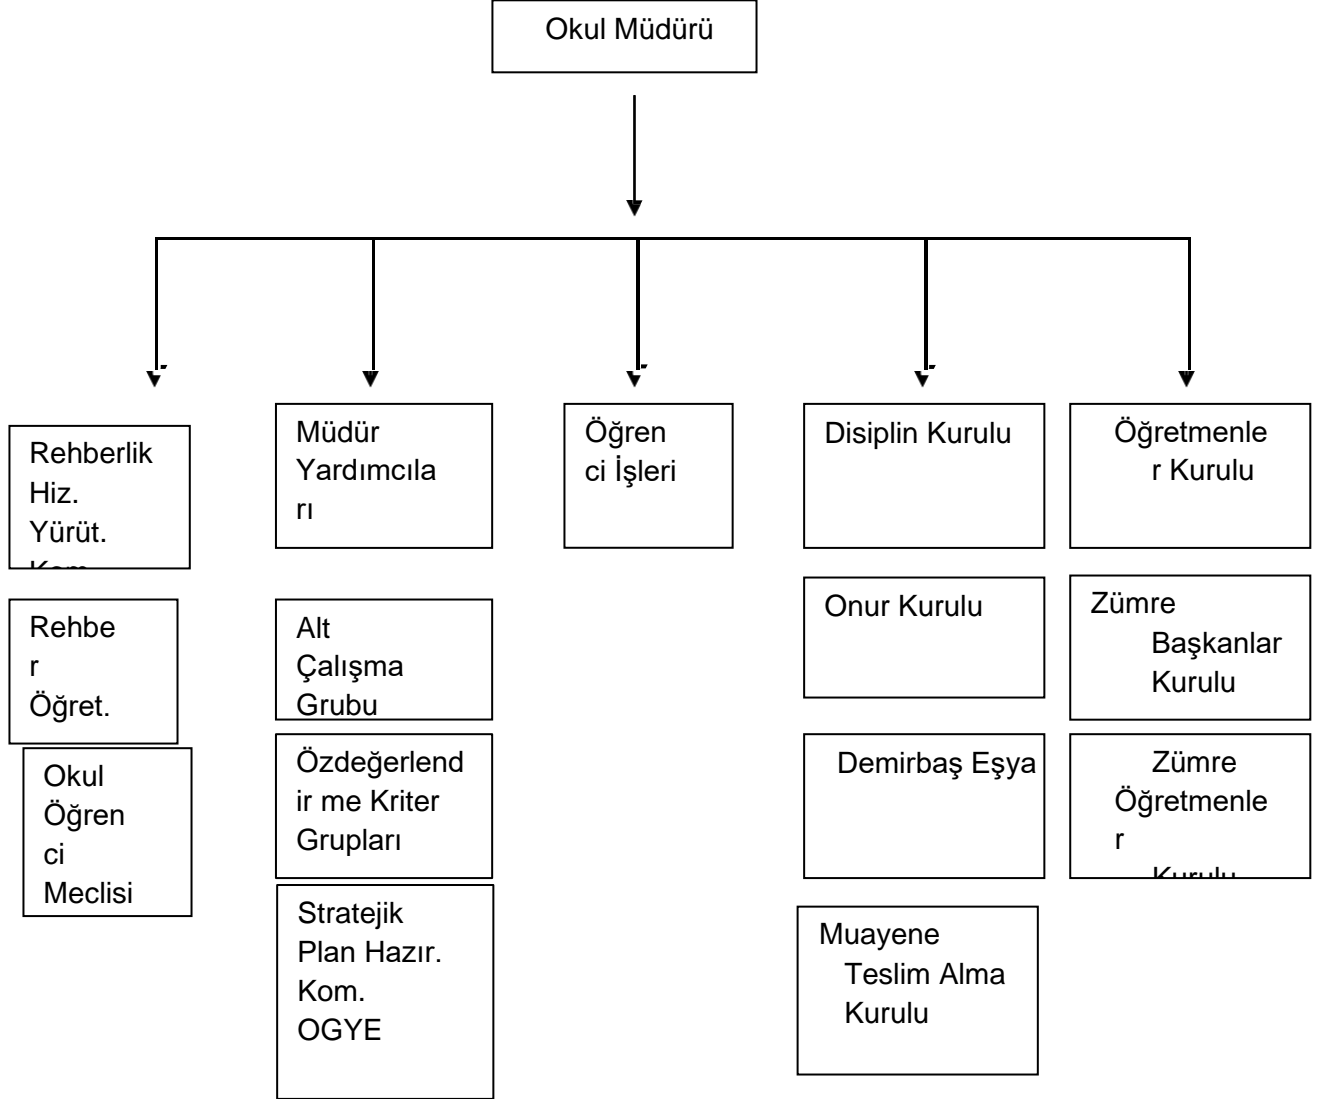 Okul Müdürü
Rehberlik
Hiz.
Yürüt.
Müdür
Yardımcıla
rı
Öğren
ci İşleri
Disiplin Kurulu
Öğretmenle
r Kurulu
Rehbe
r
Öğret.
Alt
Çalışma
Grubu
Onur Kurulu
Zümre
Başkanlar
Kurulu
Okul
Öğren
ci
Meclisi
Özdeğerlend
ir me Kriter
Grupları
Demirbaş Eşya
Zümre
Öğretmenle
r
Kurulu
Stratejik
Plan Hazır.
Kom.
OGYE
Muayene
Teslim Alma
Kurulu